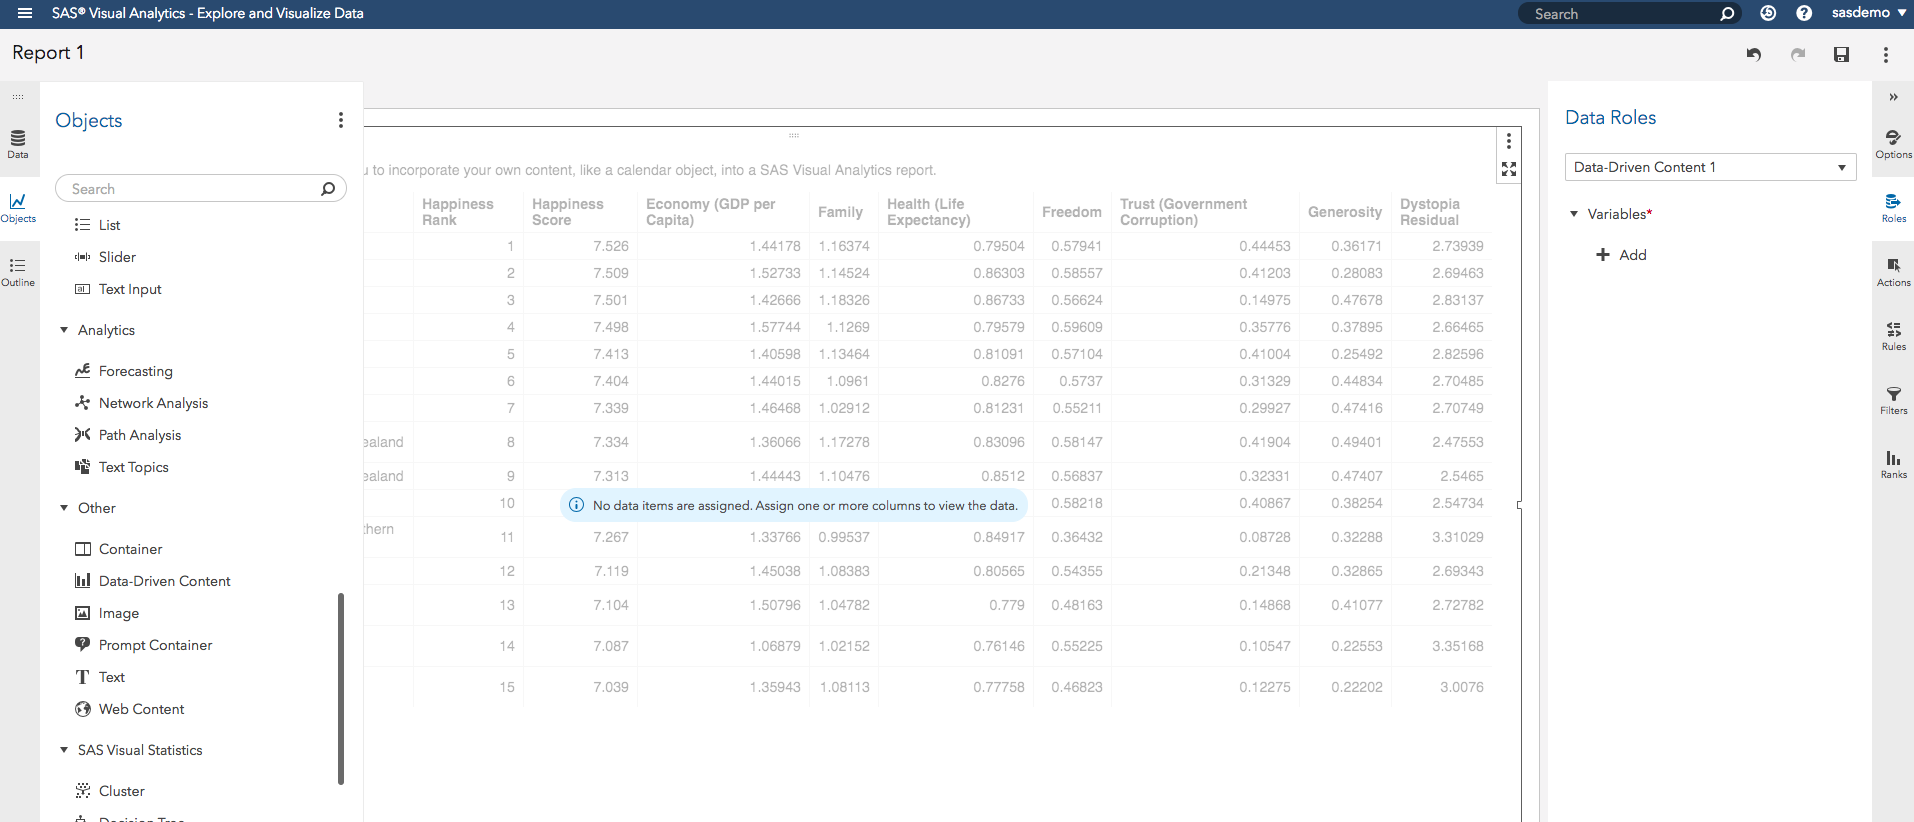 SAS® Visual Analytics - Explore and Visualize Data
Search
sasdemo
Report 1
Data
Objects
Outline
Objects
Search
List
Slider
Text Input
Analytics
Forecasting
Network Analysis
Path Analysis
Text Topics
Other
Container
Data-Driven Content
Image
Prompt Container
Text
Web Content
SAS Visual Statistics
Cluster
Decision Tree
to incorporate your own content, like a calendar object, into a SAS Visual Analytics report.
Happiness Rank Happiness Score Economy (GDP per Capita) Family Health (Life Expectancy) Freedom Trust (Government Corruption) Generosity Dystopia Residual
1 7.526 1.44178 1.16374 0.79504 0.57941 0.44453 0.36171 2.73939
2 7.509 1.52733 1.14524 0.86303 0.58557 0.41203 0.28083 2.69463
3 7.501 1.42666 1.18326 0.86733 0.56624 0.14975 0.47678 2.83137
4 7.498 1.57744 1.1269 0.79579 0.59609 0.35776 0.37895 2.66465
5 7.413 1.40598 1.13464 0.81091 0.57104 0.41004 0.25492 2.82596
6 7.404 1.44015 1.0961 0.8276 0.5737 0.31329 0.44834 2.70485
7 7.339 1.46468 1.02912 0.81231 0.55211 0.29927 0.47416 2.70749
ealand 8 7.334 1.36066 1.17278 0.83096 0.58147 0.41904 0.49401 2.47553
ealand 9 7.313 1.44443 1.10476 0.8512 0.56837 0.32331 0.47407 2.5465
10 0.58218 0.40867 0.38254 2.54734
No data items are assigned. Assign one or more columns to view the data.
thern 11 7.267 1.33766 0.99537 0.84917 0.36432 0.08728 0.32288 3.31029
12 7.119 1.45038 1.08383 0.80565 0.54355 0.21348 0.32865 2.69343
13 7.104 1.50796 1.04782 0.779 0.48163 0.14868 0.41077 2.72782
14 7.087 1.06879 1.02152 0.76146 0.55225 0.10547 0.22553 3.35168
15 7.039 1.35943 1.08113 0.77758 0.46823 0.12275 0.22202 3.0076
Data Roles
Data-Driven Content 1
Variables*
+ Add
Options
Roles
Actions
Rules
Filters
Ranks